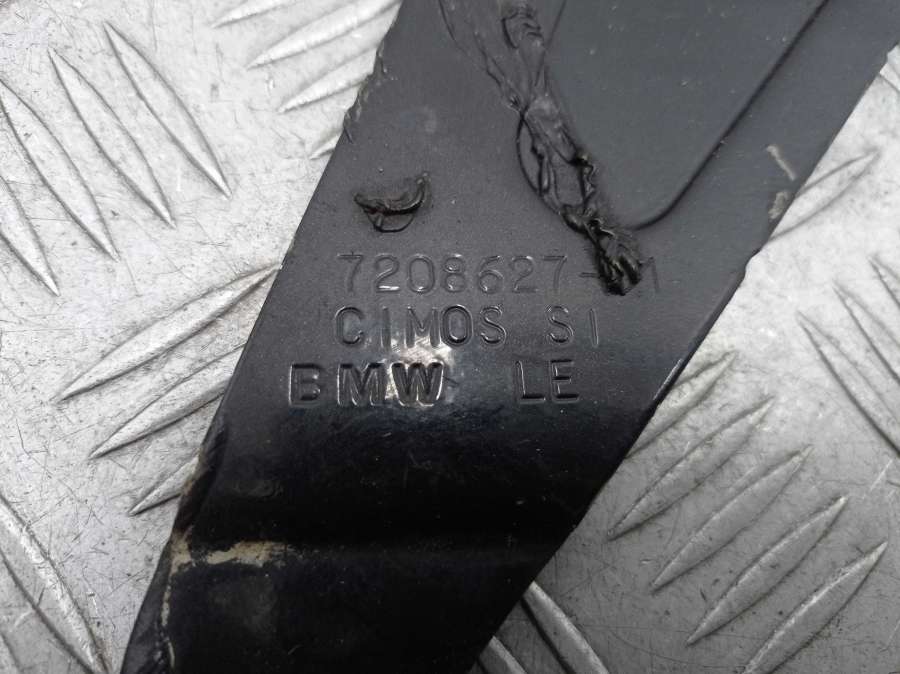 7208627-
CIMOS SI
BMW LE